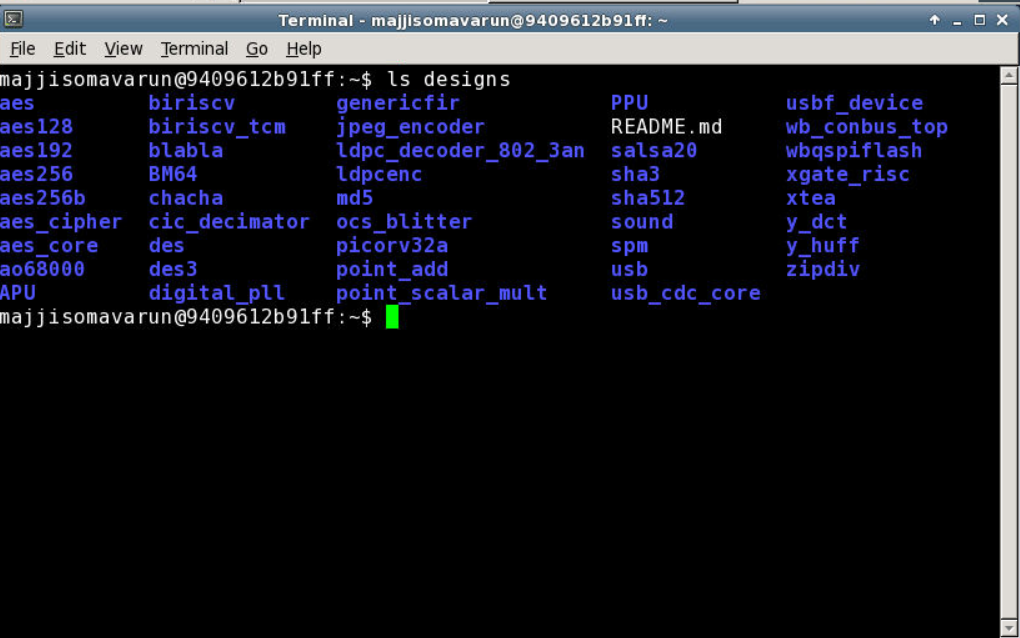 Terminal - majjisomavarun@9409612b91ff: ~
File Edit View Terminal Go Help
majjisomavarun@9409612b91ff:~$ ls designs
aes biriscv genericfir PPU usbf_device
aes128 biriscv_tcm jpeg_encoder README.md wb_conbus_top
aes192 blabla ldpc_decoder_802_3an salsa20 wbqspiflash
aes256 BM64 ldpcenc sha3 xgate_risc
aes256b chacha md5 sha512 xtea
aes_cipher cic_decimator ocs_blitter sound y_dct
aes_core des picorv32a spm y_huff
ao68000 des3 point_add usb zipdiv
APU digital_pll point_scalar_mult usb_cdc_core
majjisomavarun@9409612b91ff:~$